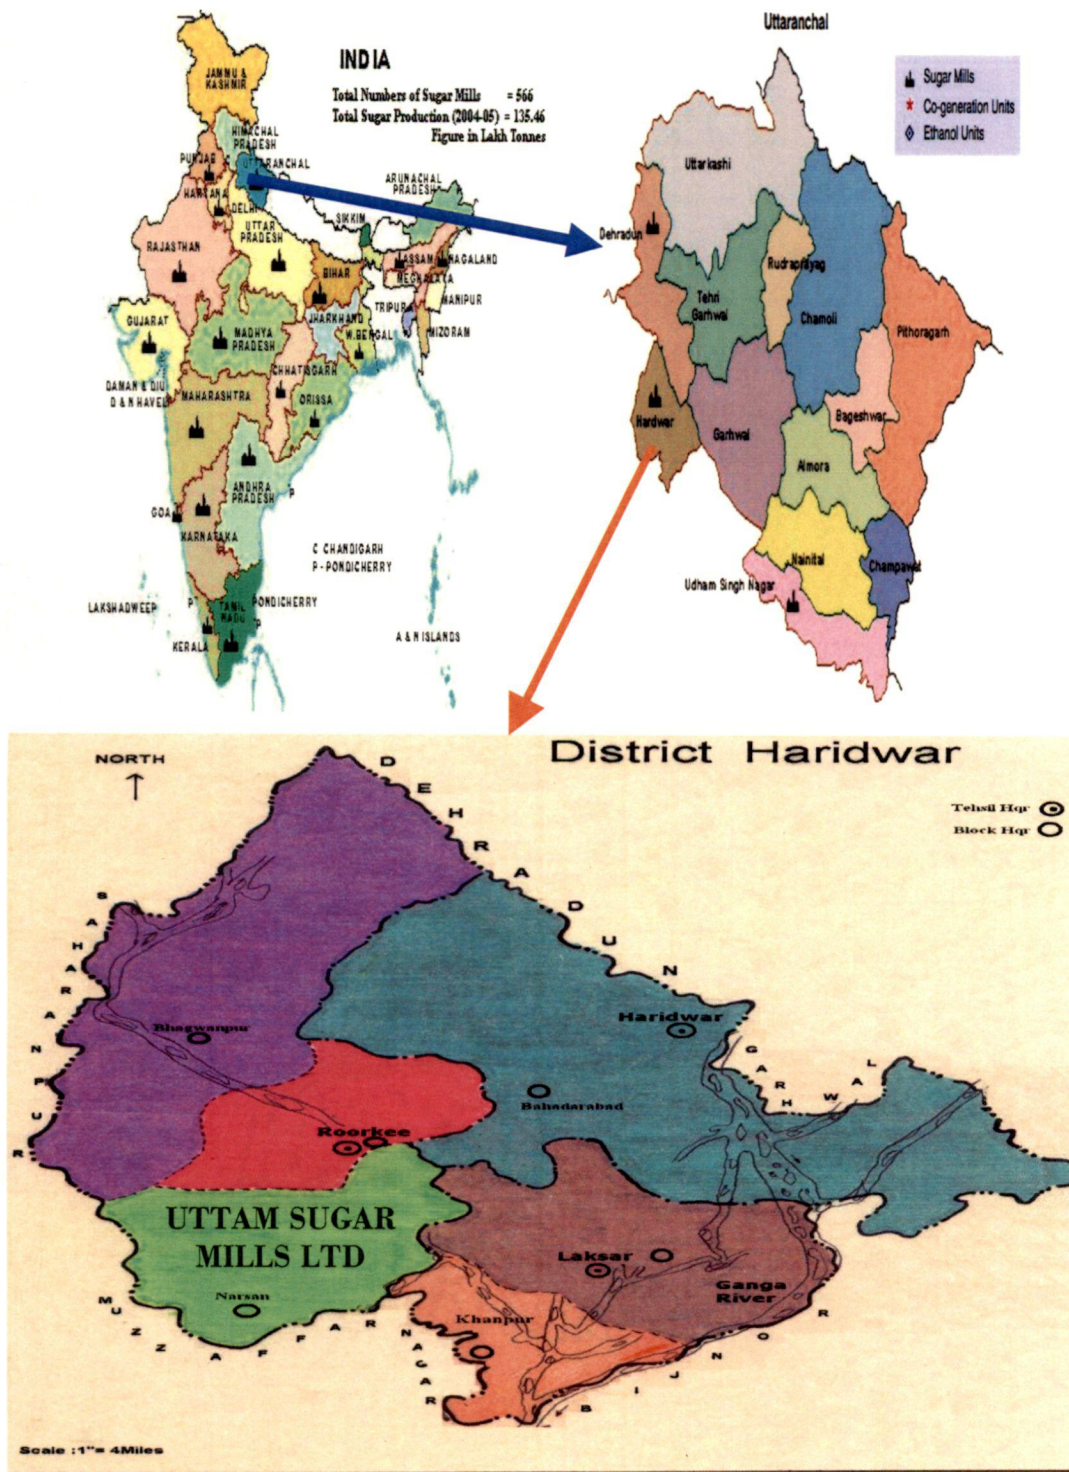 INDIA
Total Numbers of Sugar Mills = 566
Total Sugar Production (2004-05) = 135.46
Figure in Lakh Tonnes
JAMMU &
KASHMIR
HIMACHAL
PRADESH
PUNJAB
C
UTTARANCHAL
HARYANA
DELHI
UTTAR
PRADESH
RAJASTHAN
SIKKIM
ARUNACHAL
PRADESH
ASSAM
NAGALAND
MEGHALAYA
MANIPUR
TRIPURA
MIZORAM
BIHAR
JHARKHAND
W.BENGAL
GUJARAT
MADHYA
PRADESH
CHHATISGARH
ORISSA
DAMAN & DIU
D & N HAVELI
MAHARASHTRA
ANDHRA
PRADESH
P
GOA
KARNATAKA
C CHANDIGARH
P - PONDICHERRY
LAKSHADWEEP
P
TAMIL
NADU
PONDICHERRY
P
KERALA
A & N ISLANDS
Uttaranchal
Sugar Mills
Co-generation Units
Ethanol Units
Uttarkashi
Dehradun
Rudraprayag
Tehri
Garhwal
Chamoli
Pithoragarh
Hardwar
Garhwal
Bageshwar
Almora
Nainital
Champawat
Udham Singh Nagar
District Haridwar
NORTH
Tehsil Hqr
Block Hqr
DEHRADUN
SAHARANPUR
Bhagwanpur
Haridwar
GARHWAL
Bahadarabad
Roorkee
UTTAM SUGAR
MILLS LTD
Laksar
Ganga
River
Narsan
Khanpur
MUZZAFFARNAGAR
BIJNOR
Scale :1"= 4Miles